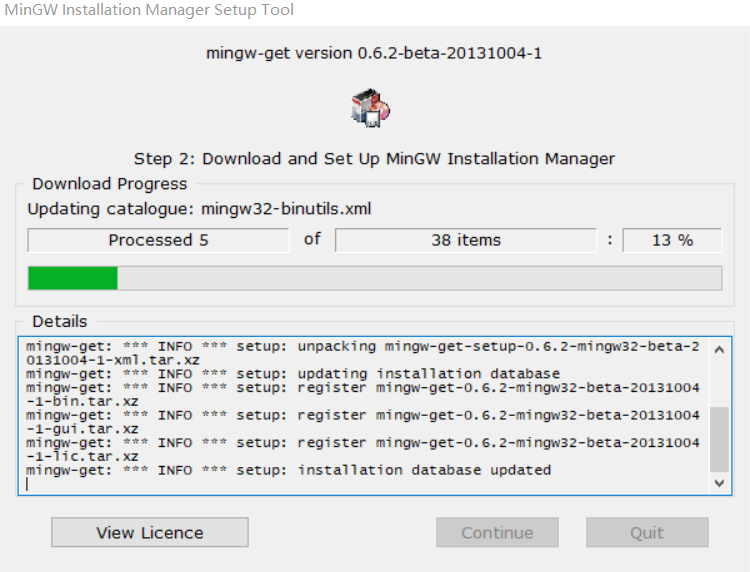 MinGW Installation Manager Setup Tool
mingw-get version 0.6.2-beta-20131004-1
Step 2: Download and Set Up MinGW Installation Manager
Download Progress
Updating catalogue: mingw32-binutils.xml
Processed 5 of 38 items : 13 %
Details
mingw-get: *** INFO *** setup: unpacking mingw-get-setup-0.6.2-mingw32-beta-2
0131004-1-xml.tar.xz
mingw-get: *** INFO *** setup: updating installation database
mingw-get: *** INFO *** setup: register mingw-get-0.6.2-mingw32-beta-20131004
-1-bin.tar.xz
mingw-get: *** INFO *** setup: register mingw-get-0.6.2-mingw32-beta-20131004
-1-gui.tar.xz
mingw-get: *** INFO *** setup: register mingw-get-0.6.2-mingw32-beta-20131004
-1-lic.tar.xz
mingw-get: *** INFO *** setup: installation database updated
View Licence Continue Quit